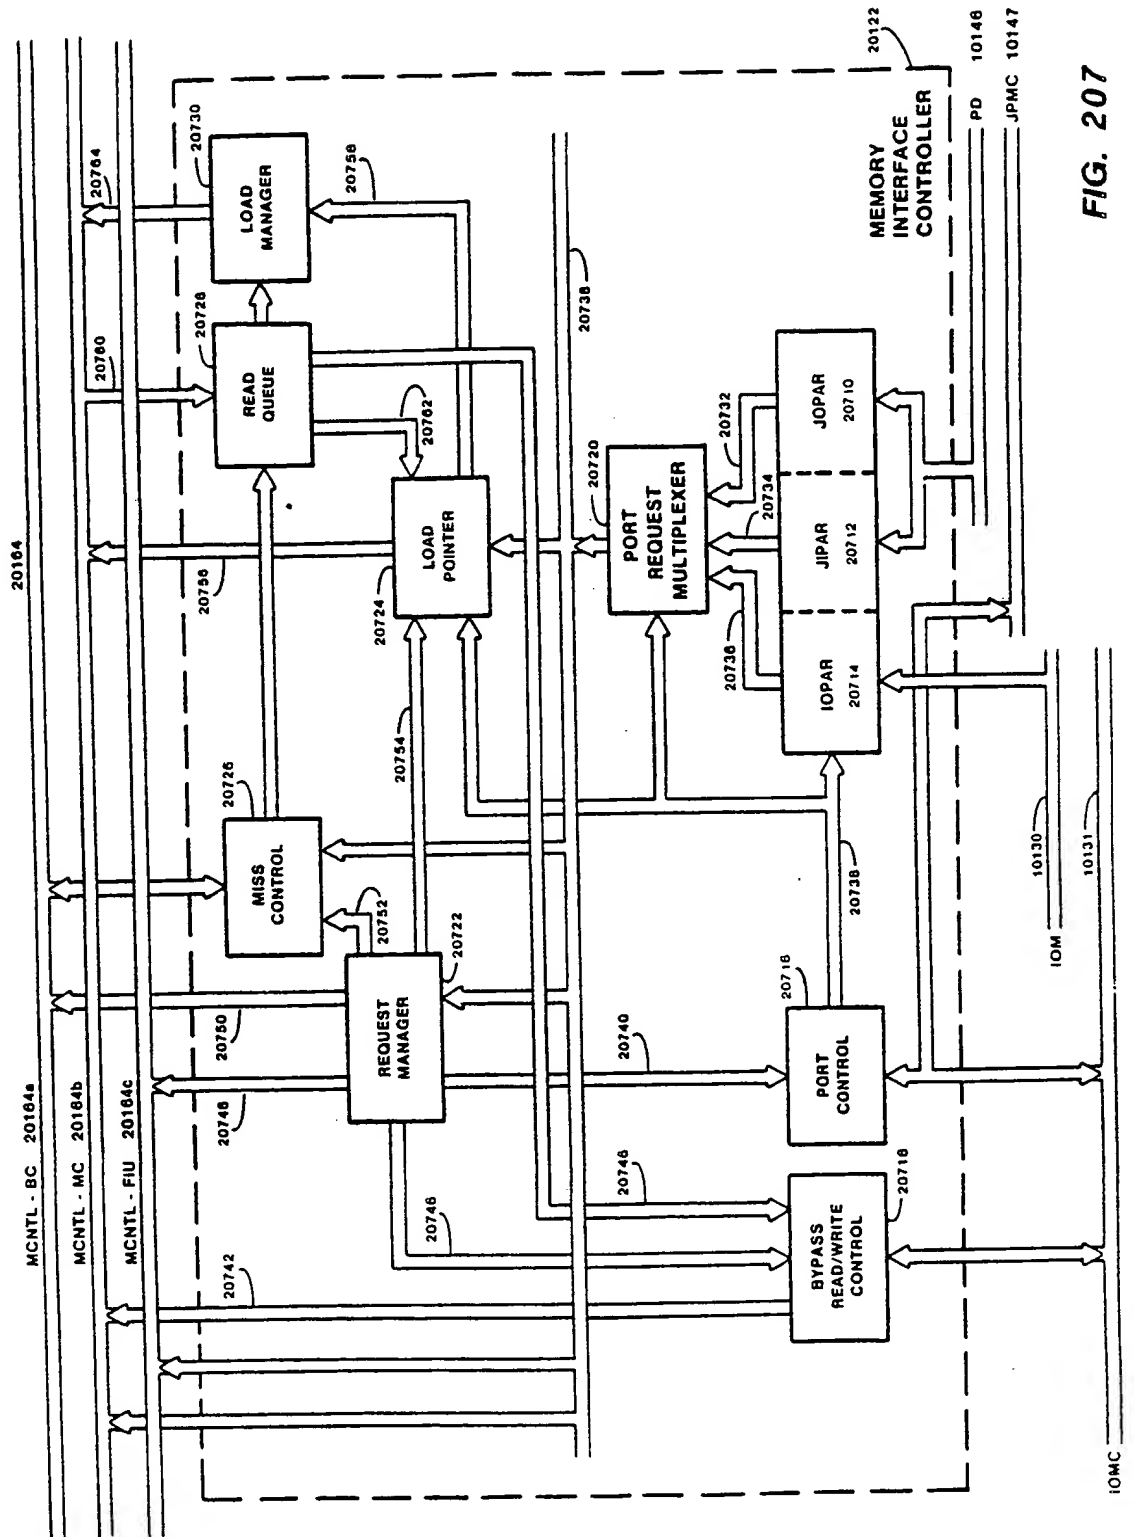 20164
MCNTL - BC 20164a
MCNTL - MC 20164b
MCNTL - FIU 20164c
20742
20746
20748
20750
20752
20754
20756
20758
20760
20762
20764
REQUEST
MANAGER
20722
MISS
CONTROL
20726
READ
QUEUE
20728
LOAD
MANAGER
20730
LOAD
POINTER
20724
20738
20740
20746
BYPASS
READ/WRITE
CONTROL
20718
PORT
CONTROL
20716
20738
PORT
REQUEST
MULTIPLEXER
20720
20732
20734
20736
IOPAR
20714
JIPAR
20712
JOPAR
20710
MEMORY
INTERFACE
CONTROLLER
20122
PD 10146
JPMC 10147
IOM
10130
10131
IOMC
FIG. 207